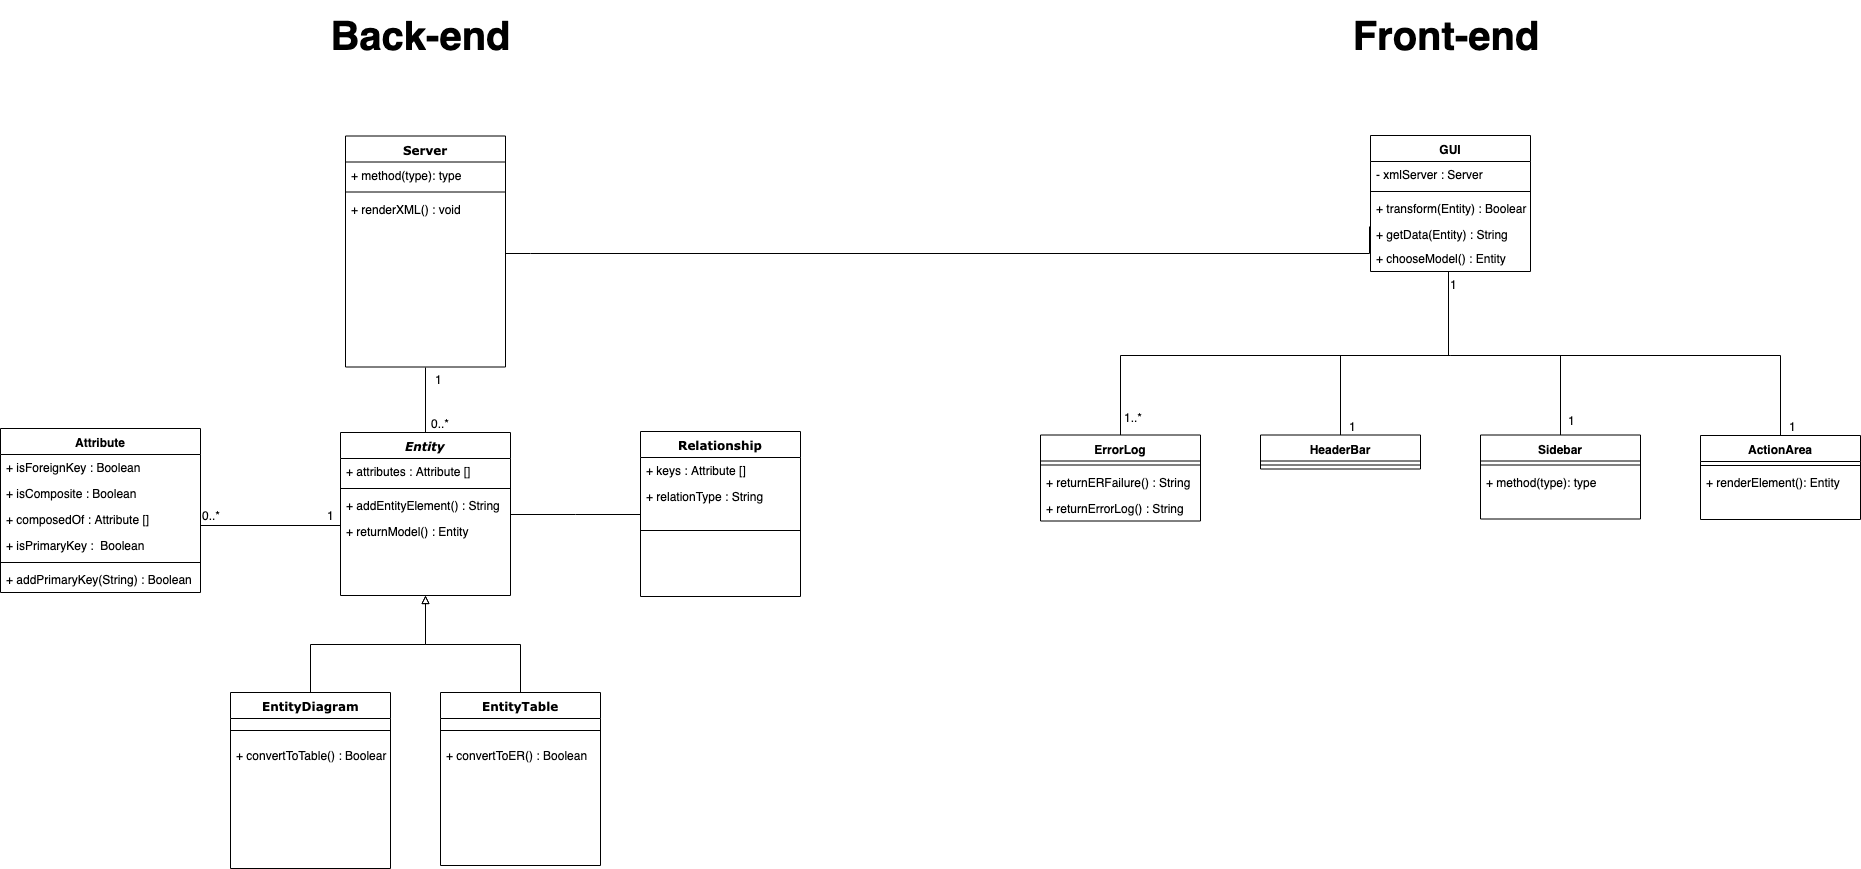 Back-end
Front-end
Server
+ method(type): type
+ renderXML() : void
GUI
- xmlServer : Server
+ transform(Entity) : Boolear
+ getData(Entity) : String
+ chooseModel() : Entity
1
1
0..*
Attribute
+ isForeignKey : Boolean
+ isComposite : Boolean
+ composedOf : Attribute []
+ isPrimaryKey :  Boolean
+ addPrimaryKey(String) : Boolean
0..*
1
Entity
+ attributes : Attribute []
+ addEntityElement() : String
+ returnModel() : Entity
Relationship
+ keys : Attribute []
+ relationType : String
1..*
ErrorLog
+ returnERFailure() : String
+ returnErrorLog() : String
1
HeaderBar
1
Sidebar
+ method(type): type
1
ActionArea
+ renderElement(): Entity
EntityDiagram
+ convertToTable() : Boolear
EntityTable
+ convertToER() : Boolean